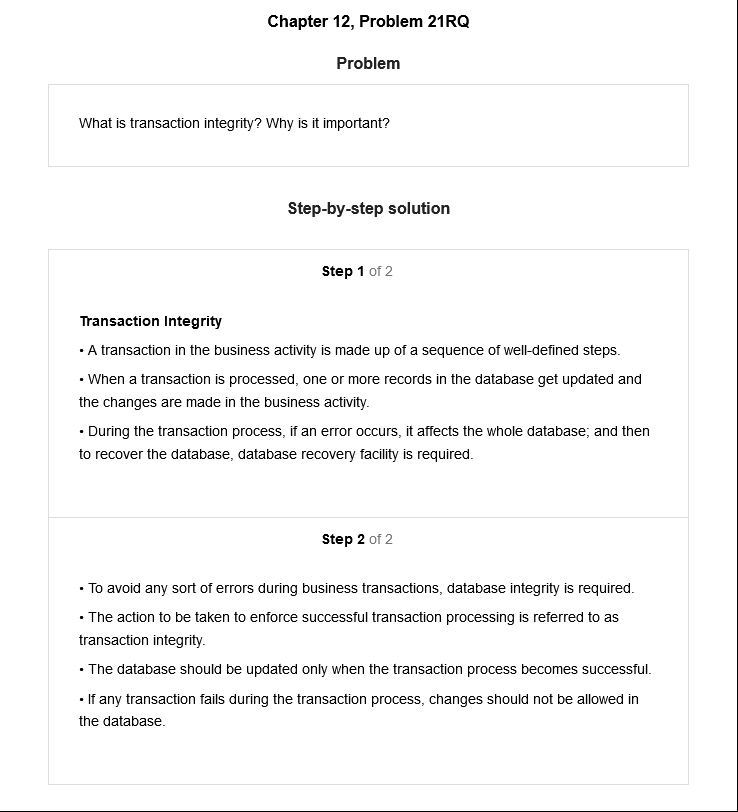 Chapter 12, Problem 21RQ
Problem
What is transaction integrity? Why is it important?
Step-by-step solution
Step 1 of 2
Transaction Integrity
• A transaction in the business activity is made up of a sequence of well-defined steps.
• When a transaction is processed, one or more records in the database get updated and
the changes are made in the business activity.
• During the transaction process, if an error occurs, it affects the whole database; and then
to recover the database, database recovery facility is required.
Step 2 of 2
• To avoid any sort of errors during business transactions, database integrity is required.
• The action to be taken to enforce successful transaction processing is referred to as
transaction integrity.
• The database should be updated only when the transaction process becomes successful.
• If any transaction fails during the transaction process, changes should not be allowed in
the database.